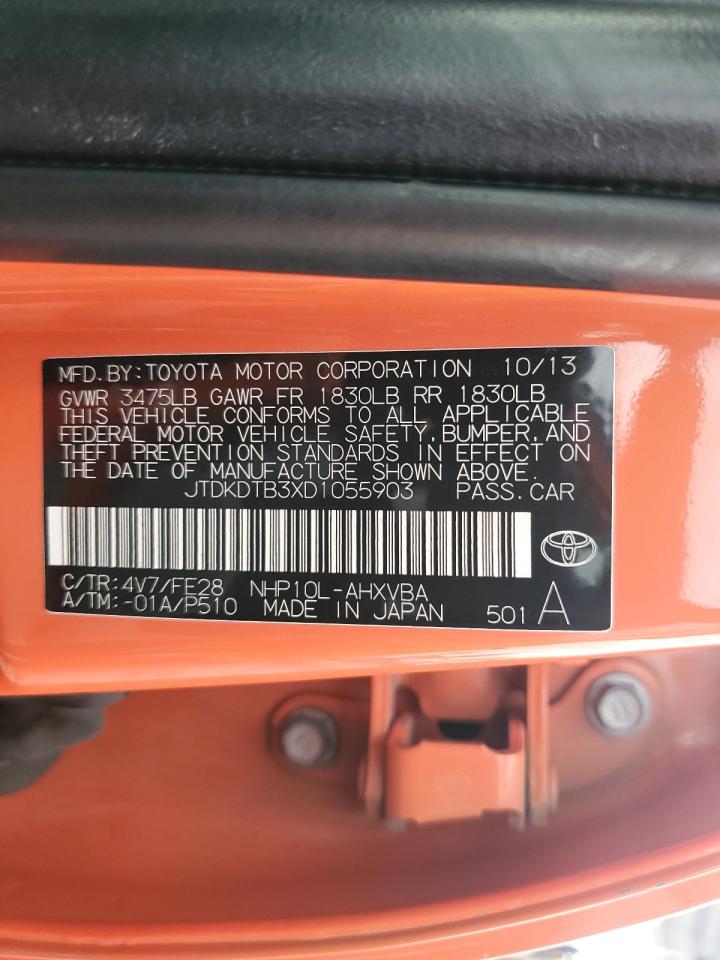 MFD.BY:TOYOTA MOTOR CORPORATION 10/13
GVWR 3475LB GAWR FR 1830LB RR 1830LB
THIS VEHICLE CONFORMS TO ALL APPLICABLE
FEDERAL MOTOR VEHICLE SAFETY,BUMPER,AND
THEFT PREVENTION STANDARDS IN EFFECT ON
THE DATE OF MANUFACTURE SHOWN ABOVE.
JTDKDTB3XD1055903 PASS.CAR
C/TR:4V7/FE28 NHP10L-AHXVBA
A/TM:-01A/P510 MADE IN JAPAN 501 A